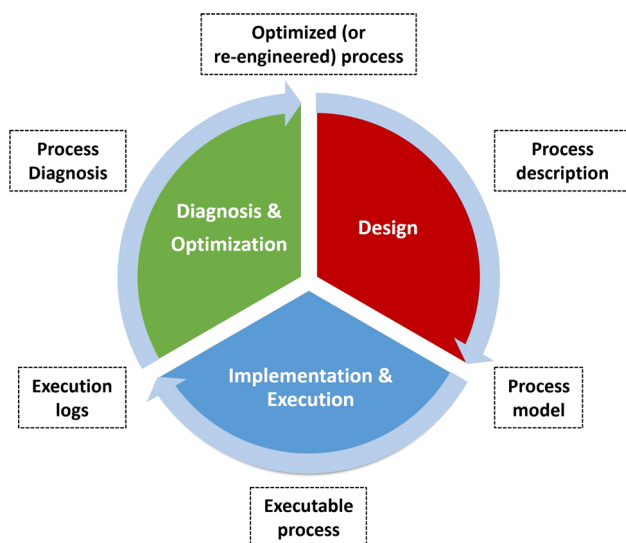 Optimized (or
re-engineered) process
Process
Diagnosis
Process
description
Diagnosis &
Optimization
Design
Implementation &
Execution
Execution
logs
Process
model
Executable
process